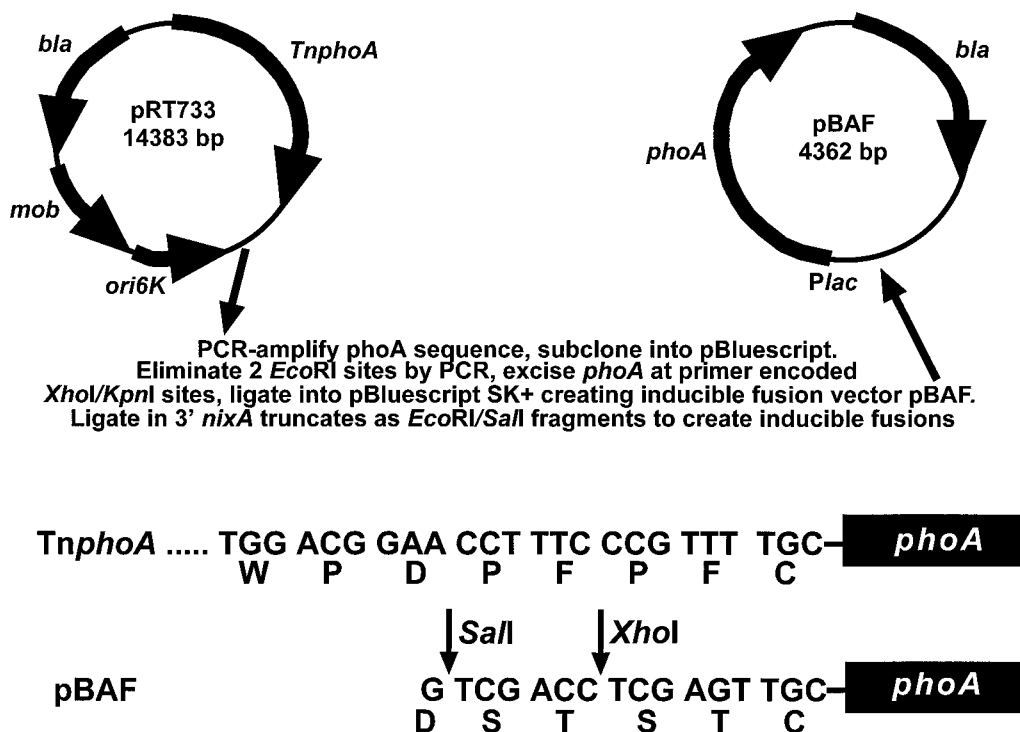 bla
TnphoA
pRT733
14383 bp
mob
ori6K
bla
pBAF
4362 bp
phoA
Plac
PCR-amplify phoA sequence, subclone into pBluescript.
Eliminate 2 EcoRI sites by PCR, excise phoA at primer encoded
XhoI/KpnI sites, ligate into pBluescript SK+ creating inducible fusion vector pBAF.
Ligate in 3' nixA truncates as EcoRI/SalI fragments to create inducible fusions
TnphoA ..... TGG ACG GAA CCT TTC CCG TTT TGC phoA
W P D P F P F C
SalI XhoI
pBAF G TCG ACC TCG AGT TGC phoA
D S T S T C